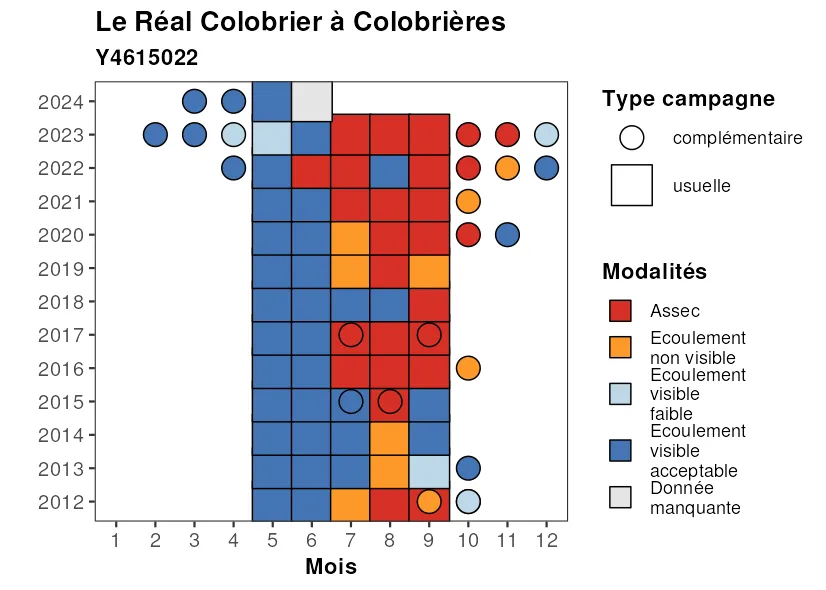 Le Réal Colobrier à Colobrières
Y4615022
2024
2023
2022
2021
2020
2019
2018
2017
2016
2015
2014
2013
2012
1 2 3 4 5 6 7 8 9 10 11 12
Mois
Type campagne
complémentaire
usuelle
Modalités
Assec
Ecoulement
non visible
Ecoulement
visible
faible
Ecoulement
visible
acceptable
Donnée
manquante